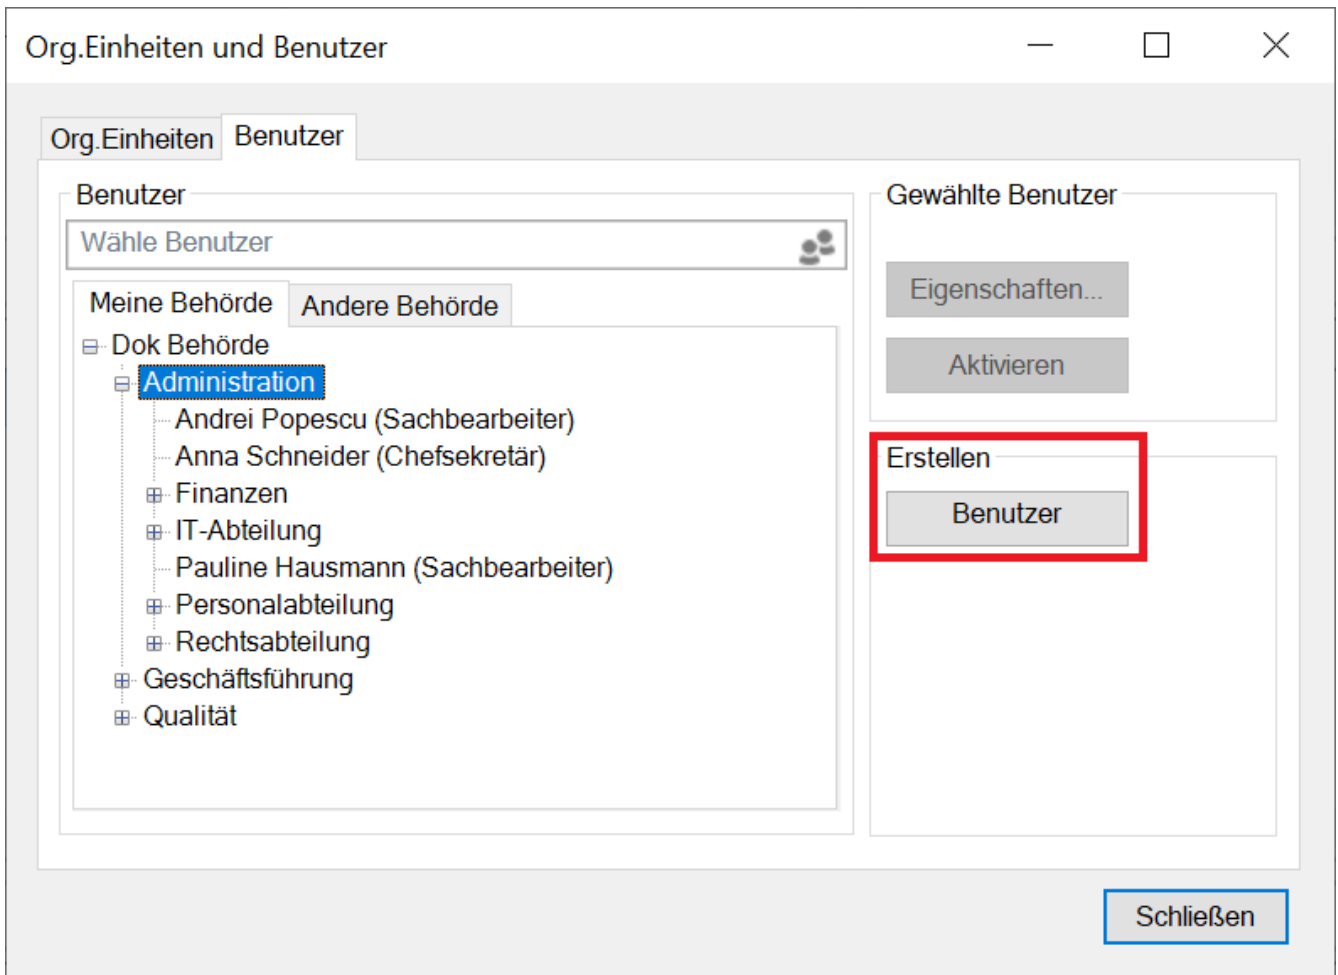 Org.Einheiten und Benutzer
Org.Einheiten
Benutzer
Benutzer
Wähle Benutzer
Meine Behörde
Andere Behörde
Dok Behörde
Administration
Andrei Popescu (Sachbearbeiter)
Anna Schneider (Chefsekretär)
Finanzen
IT-Abteilung
Pauline Hausmann (Sachbearbeiter)
Personalabteilung
Rechtsabteilung
Geschäftsführung
Qualität
Gewählte Benutzer
Eigenschaften...
Aktivieren
Erstellen
Benutzer
Schließen